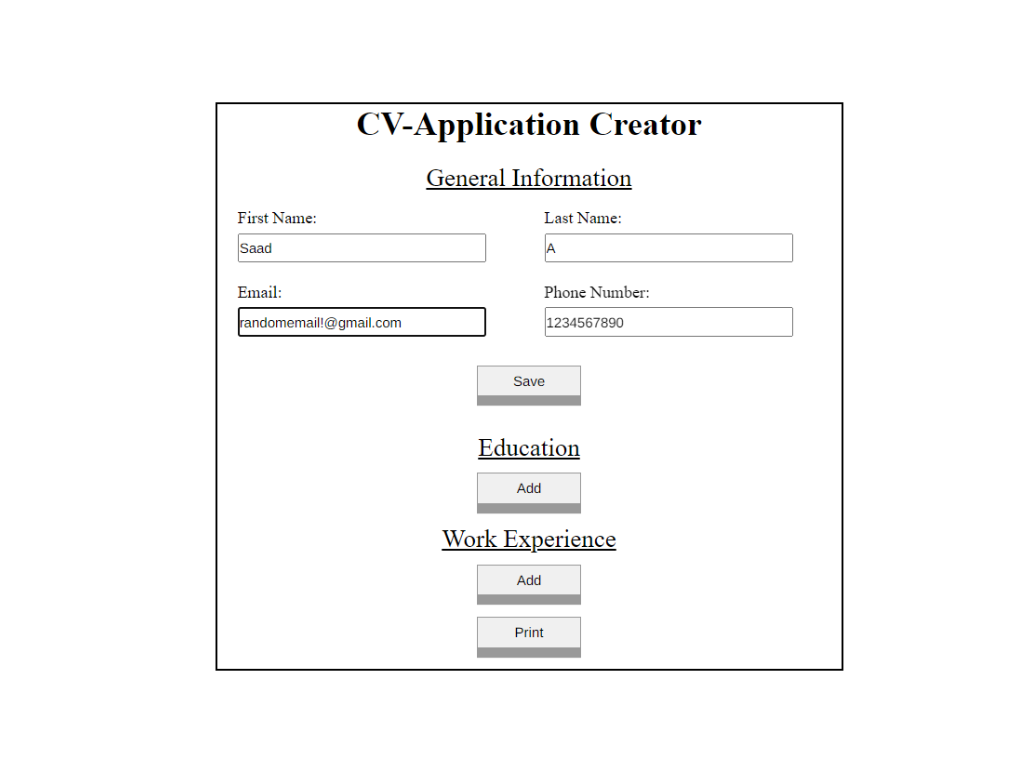 CV-Application Creator
General Information
First Name: Last Name:
Saad A
Email: Phone Number:
randomemail!@gmail.com 1234567890
Save
Education
Add
Work Experience
Add
Print